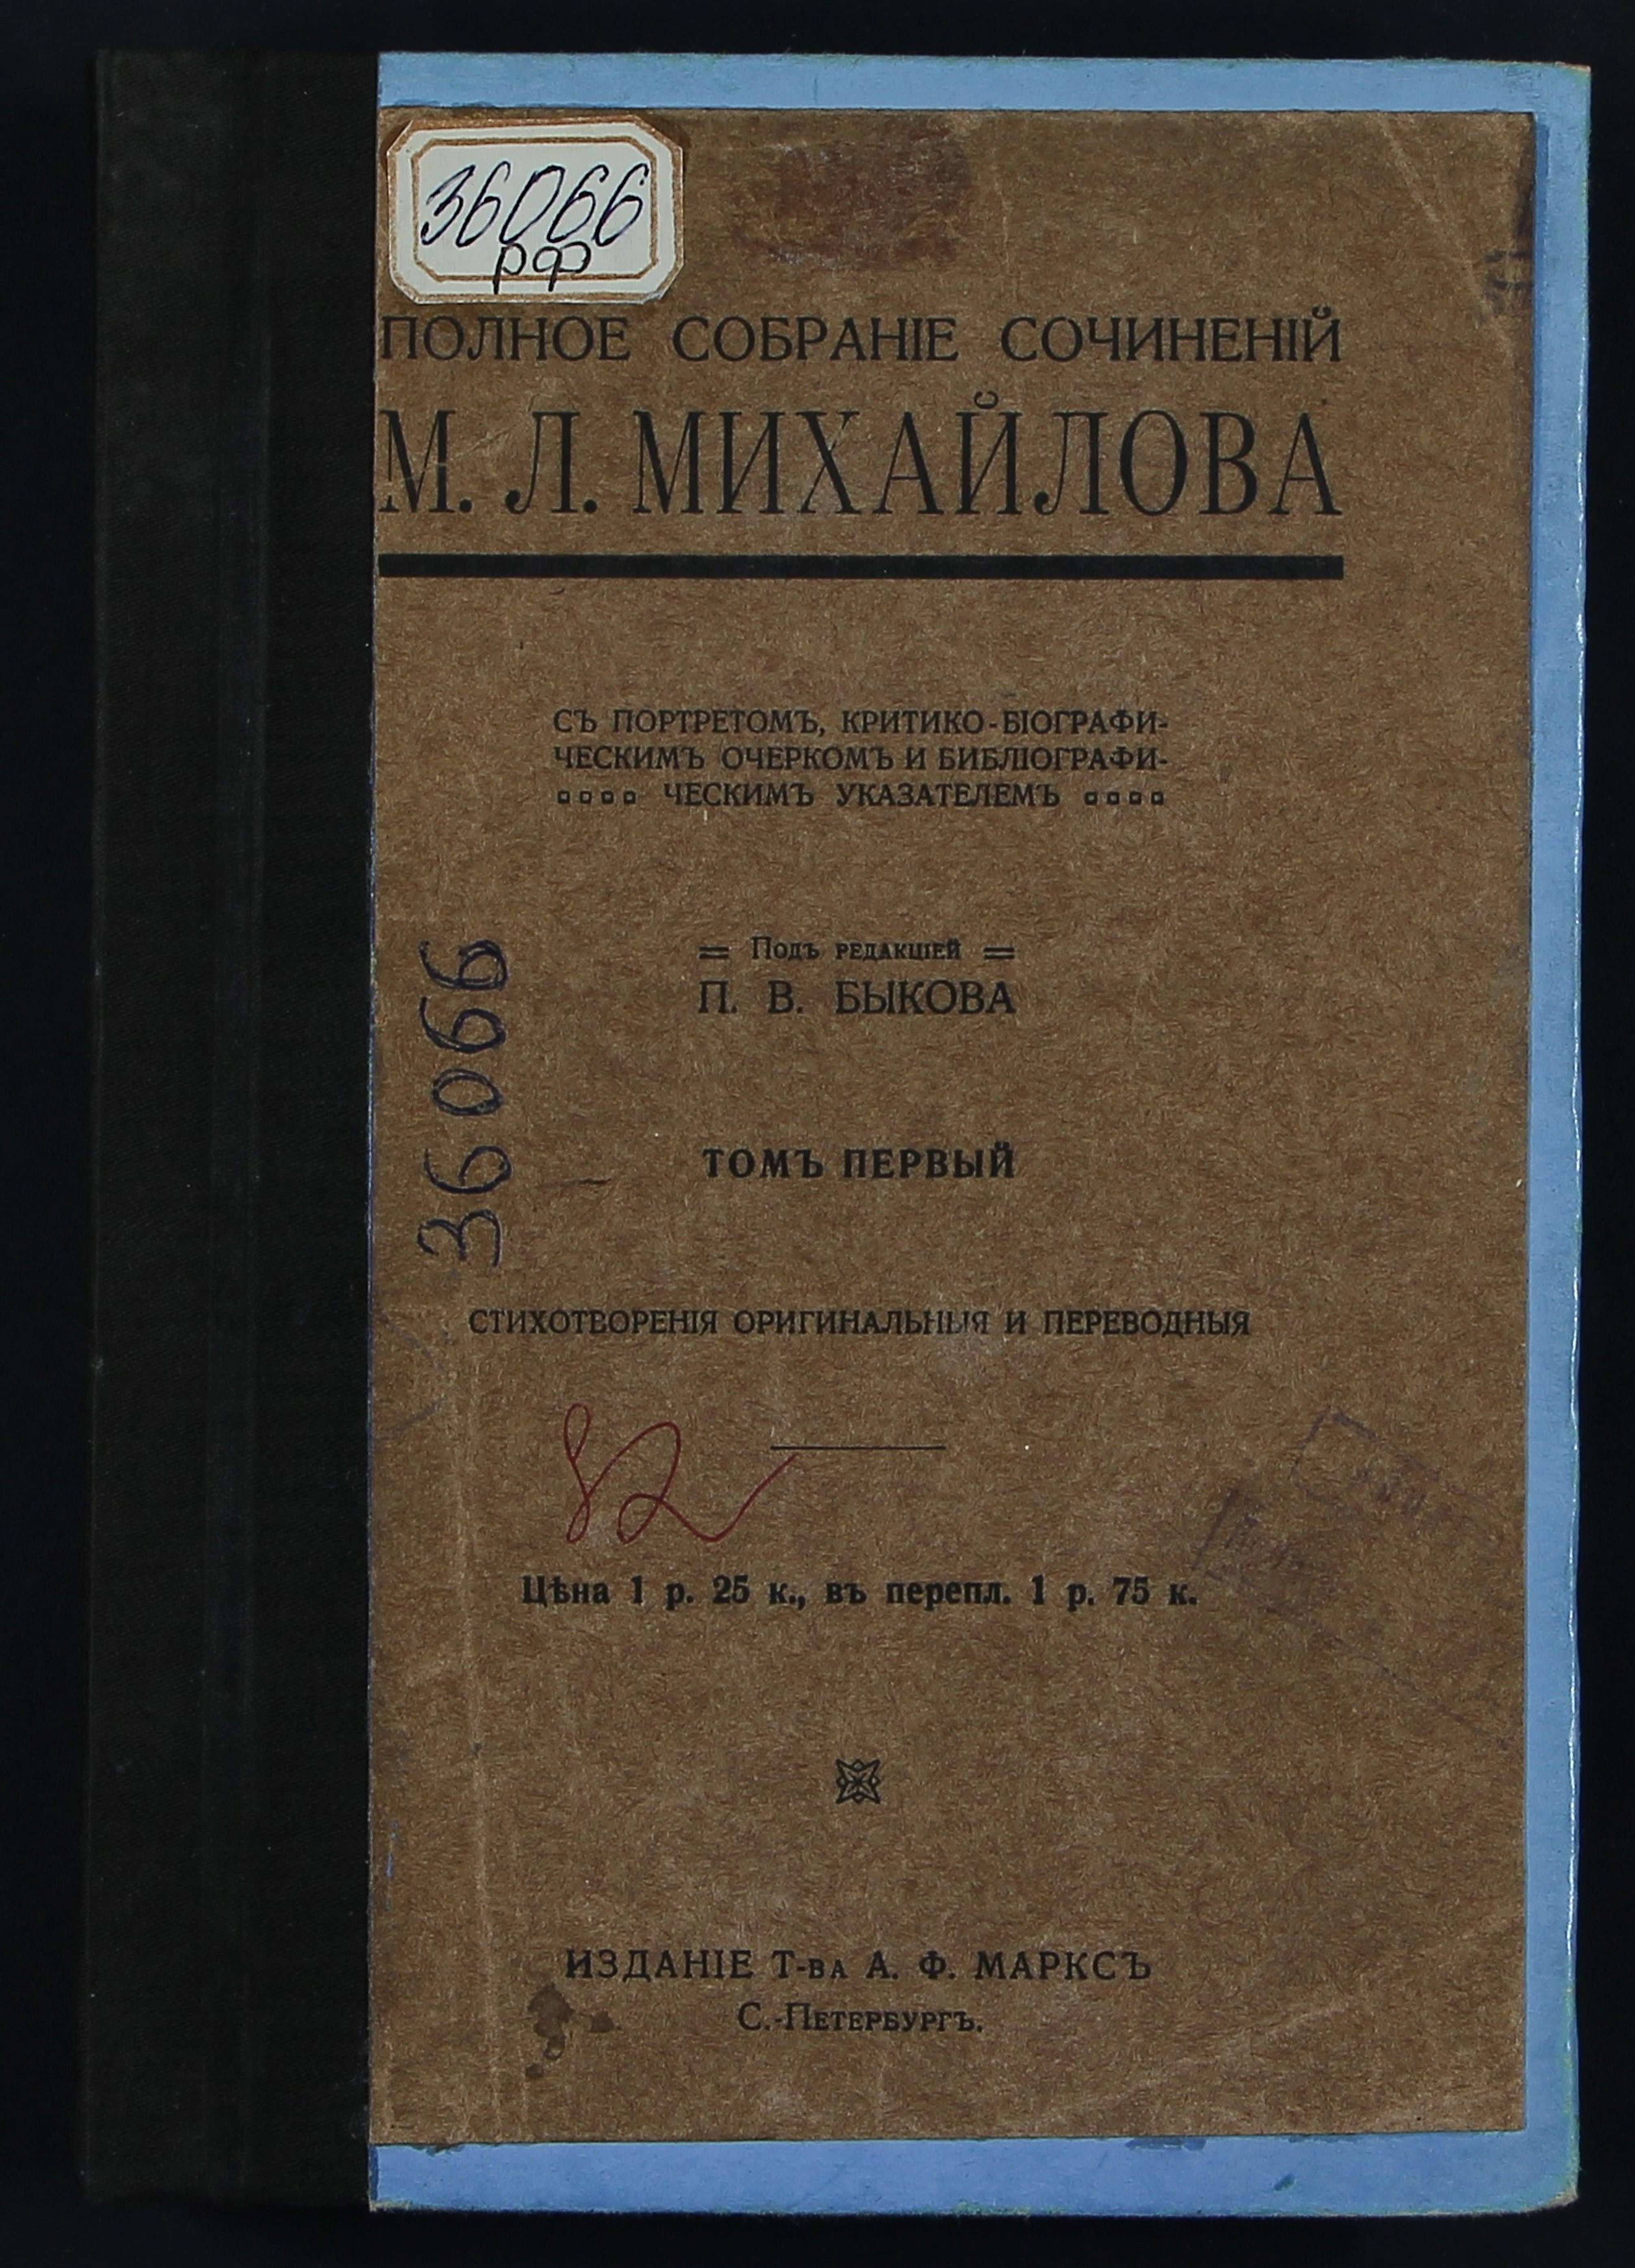 36066
РФ
ПОЛНОЕ СОБРАНІЕ СОЧИНЕНІЙ
М. Л. МИХАЙЛОВА
СЪ ПОРТРЕТОМЪ, КРИТИКО-БІОГРАФИ-
ЧЕСКИМЪ ОЧЕРКОМЪ И БИБЛІОГРАФИ-
ЧЕСКИМЪ УКАЗАТЕЛЕМЪ
Подъ редакціей
П. В. БЫКОВА
36066
ТОМЪ ПЕРВЫЙ
СТИХОТВОРЕНІЯ ОРИГИНАЛЬНЫЯ И ПЕРЕВОДНЫЯ
82
Цѣна 1 р. 25 к., въ перепл. 1 р. 75 к.
ИЗДАНІЕ Т-ва А. Ф. МАРКСЪ
С.-Петербургъ.